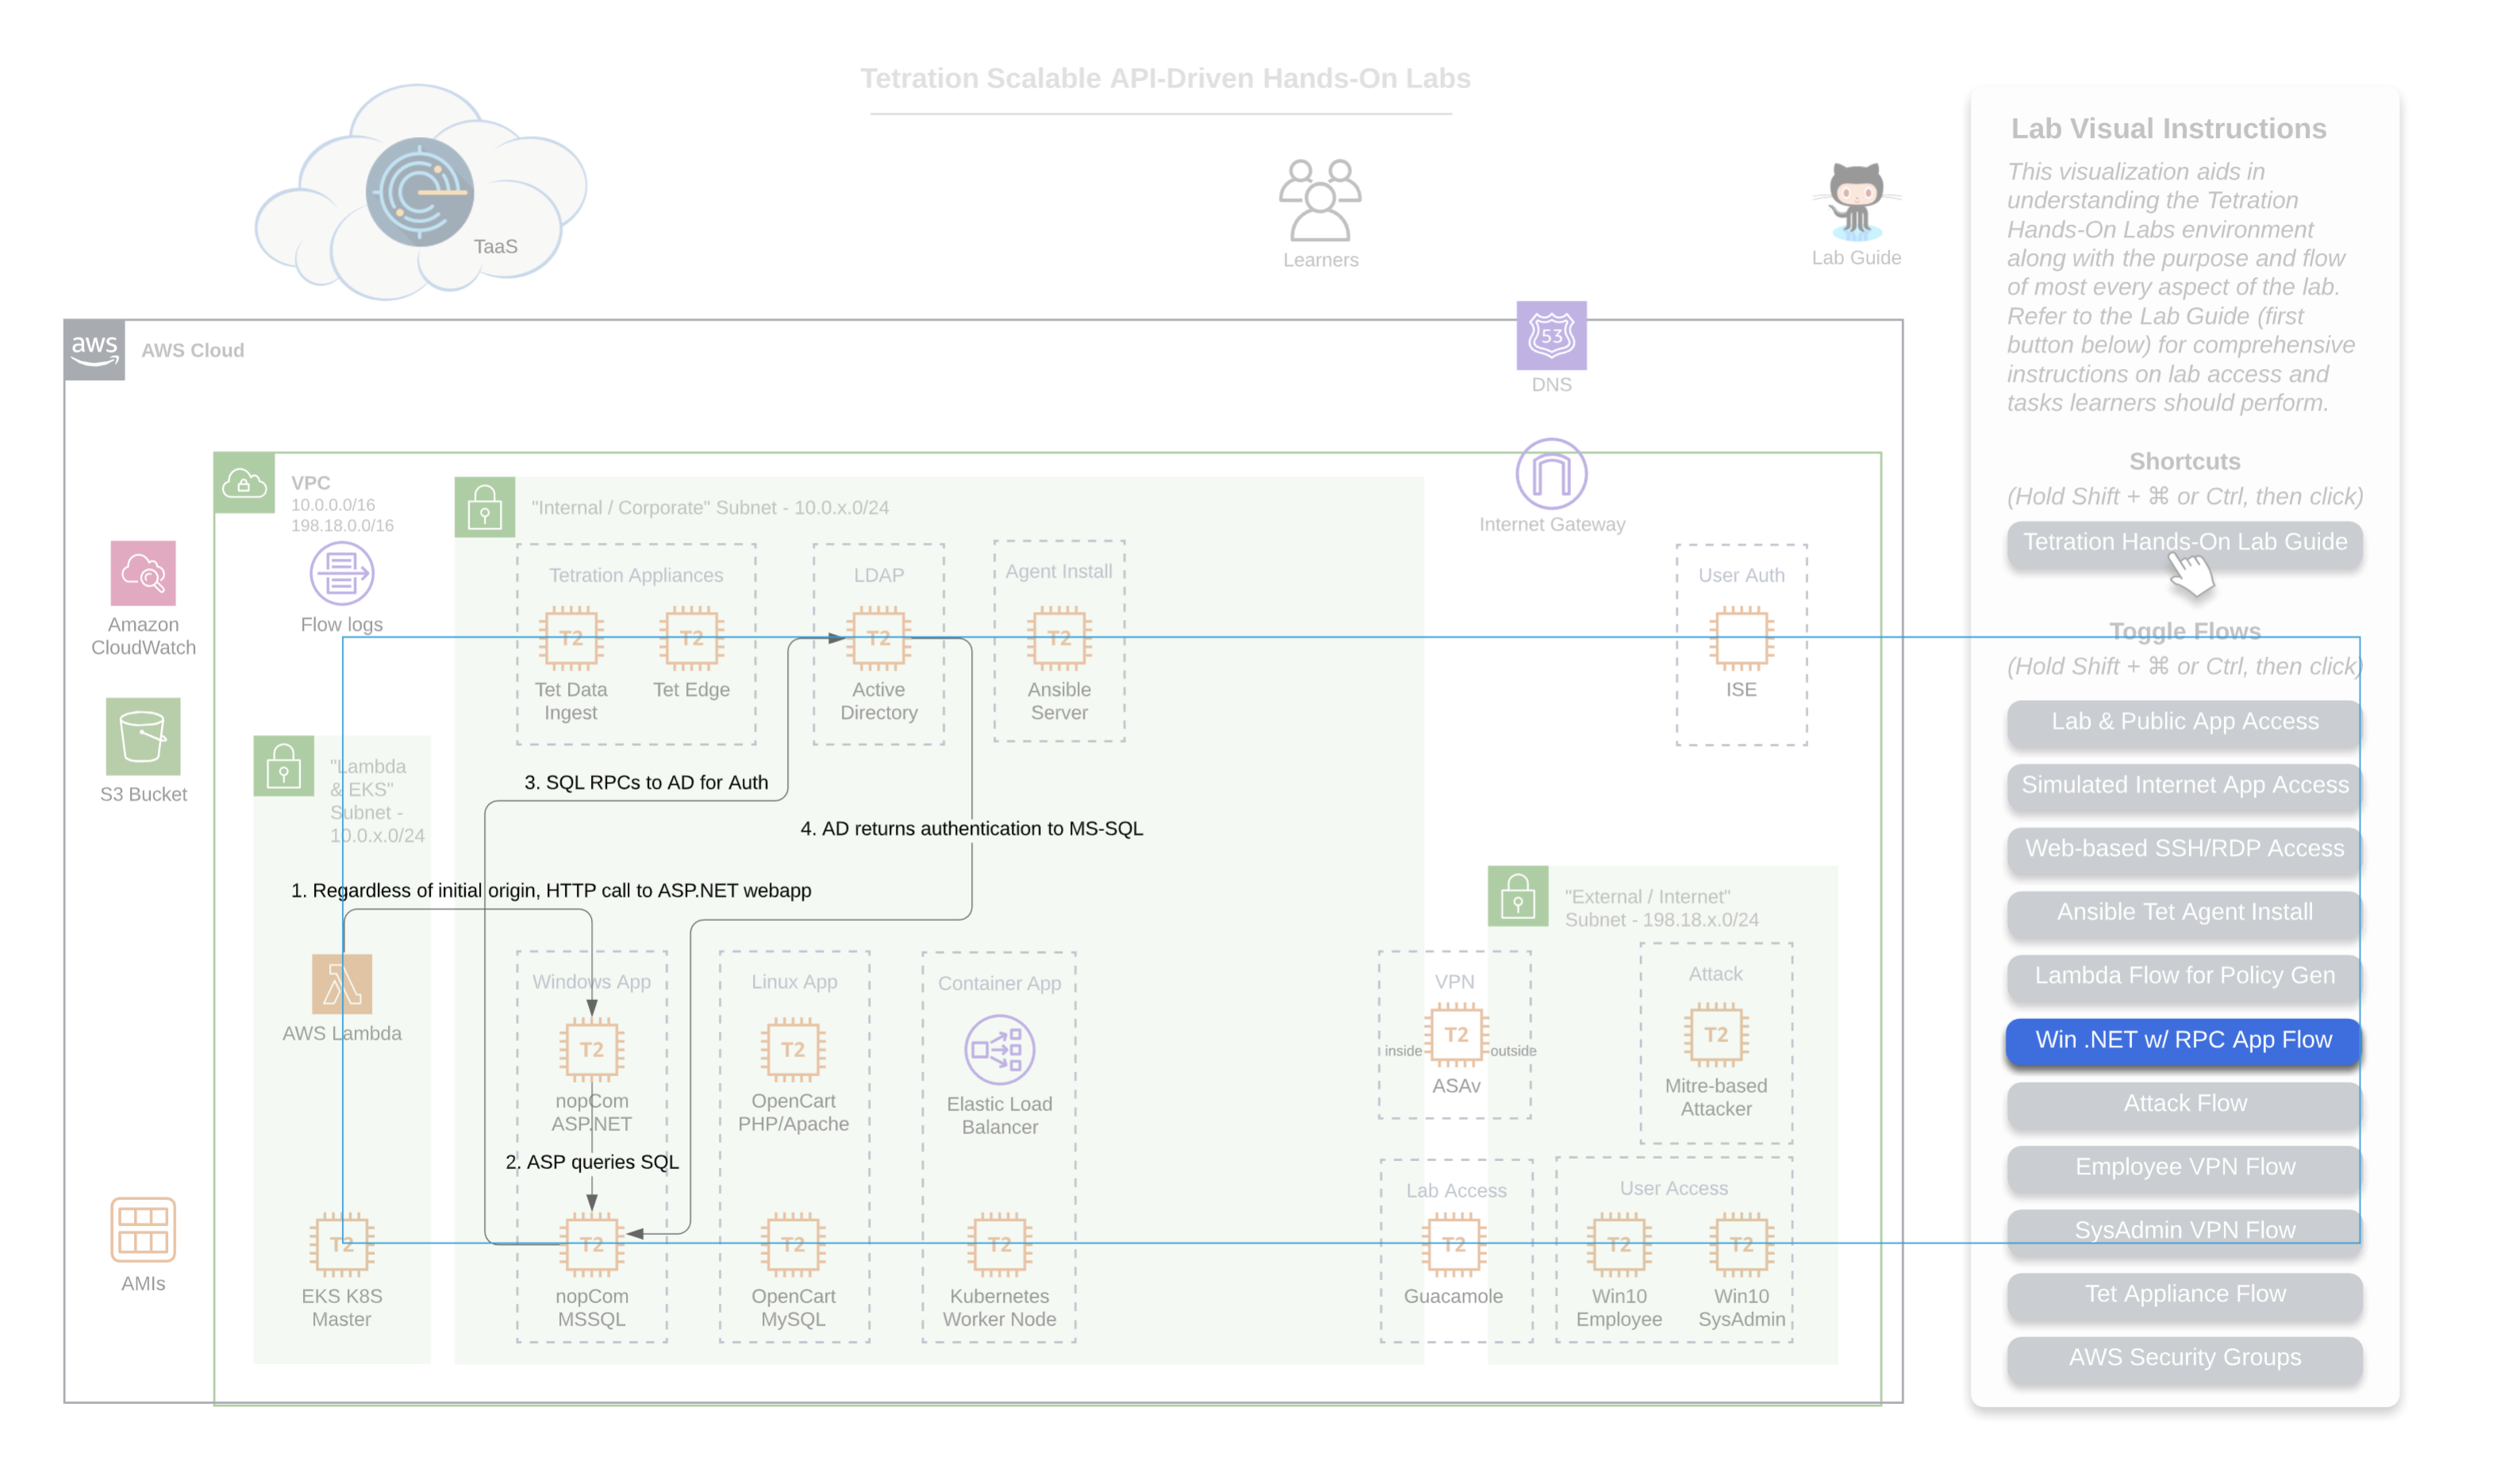 Tetration Scalable API-Driven Hands-On Labs
TaaS
Learners
Lab Guide
aws
AWS Cloud
53
DNS
VPC
10.0.0.0/16
198.18.0.0/16
"Internal / Corporate" Subnet - 10.0.x.0/24
Internet Gateway
Amazon
CloudWatch
Flow logs
Tetration Appliances
LDAP
Agent Install
User Auth
T2
T2
T2
T2
Tet Data
Ingest
Tet Edge
Active
Directory
Ansible
Server
ISE
S3 Bucket
"Lambda
& EKS"
Subnet -
10.0.x.0/24
3. SQL RPCs to AD for Auth
4. AD returns authentication to MS-SQL
1. Regardless of initial origin, HTTP call to ASP.NET webapp
"External / Internet"
Subnet - 198.18.x.0/24
AWS Lambda
Windows App
Linux App
Container App
VPN
Attack
T2
T2
T2
T2
inside
outside
nopCom
ASP.NET
OpenCart
PHP/Apache
Elastic Load
Balancer
ASAv
Mitre-based
Attacker
2. ASP queries SQL
Lab Access
User Access
T2
T2
T2
T2
T2
T2
T2
AMIs
EKS K8S
Master
nopCom
MSSQL
OpenCart
MySQL
Kubernetes
Worker Node
Guacamole
Win10
Employee
Win10
SysAdmin
Lab Visual Instructions
This visualization aids in
understanding the Tetration
Hands-On Labs environment
along with the purpose and flow
of most every aspect of the lab.
Refer to the Lab Guide (first
button below) for comprehensive
instructions on lab access and
tasks learners should perform.
Shortcuts
(Hold Shift + ⌘ or Ctrl, then click)
Tetration Hands-On Lab Guide
Toggle Flows
(Hold Shift + ⌘ or Ctrl, then click)
Lab & Public App Access
Simulated Internet App Access
Web-based SSH/RDP Access
Ansible Tet Agent Install
Lambda Flow for Policy Gen
Win .NET w/ RPC App Flow
Attack Flow
Employee VPN Flow
SysAdmin VPN Flow
Tet Appliance Flow
AWS Security Groups